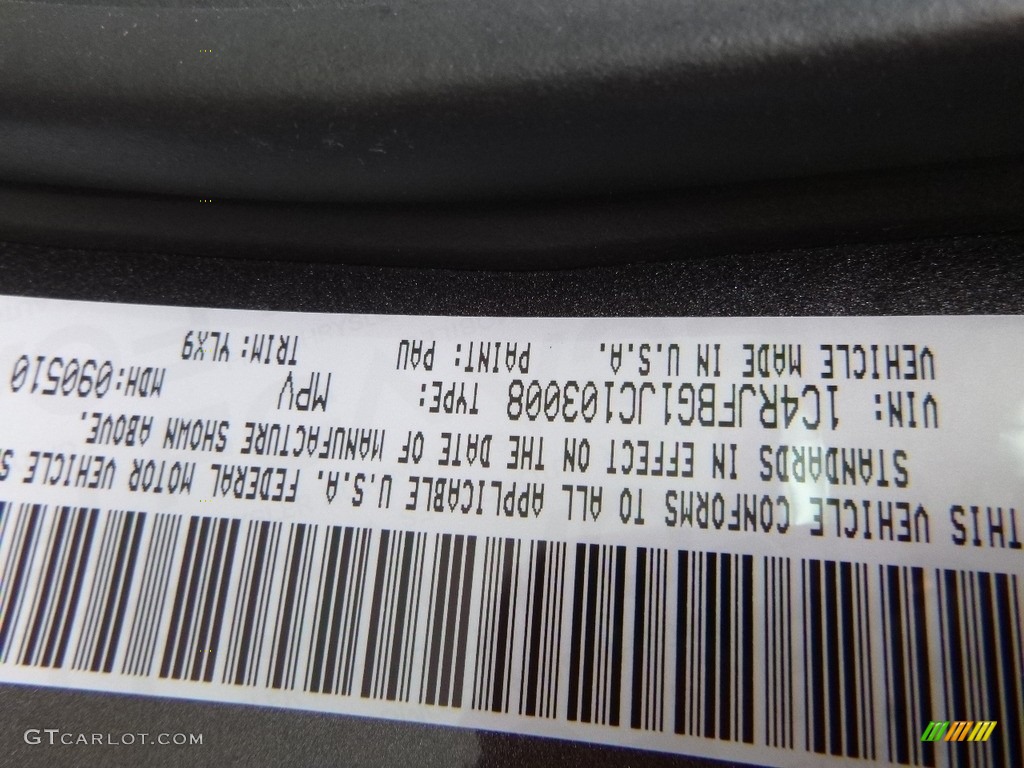 THIS VEHICLE CONFORMS TO ALL APPLICABLE U.S.A. FEDERAL MOTOR VEHICLE S
STANDARDS IN EFFECT ON THE DATE OF MANUFACTURE SHOWN ABOVE.
VIN: 1C4RJFBG1JC103008 TYPE: MPV MDH:090510
VEHICLE MADE IN U.S.A. PAINT: PAU TRIM: YLX9
GTCARLOT.COM